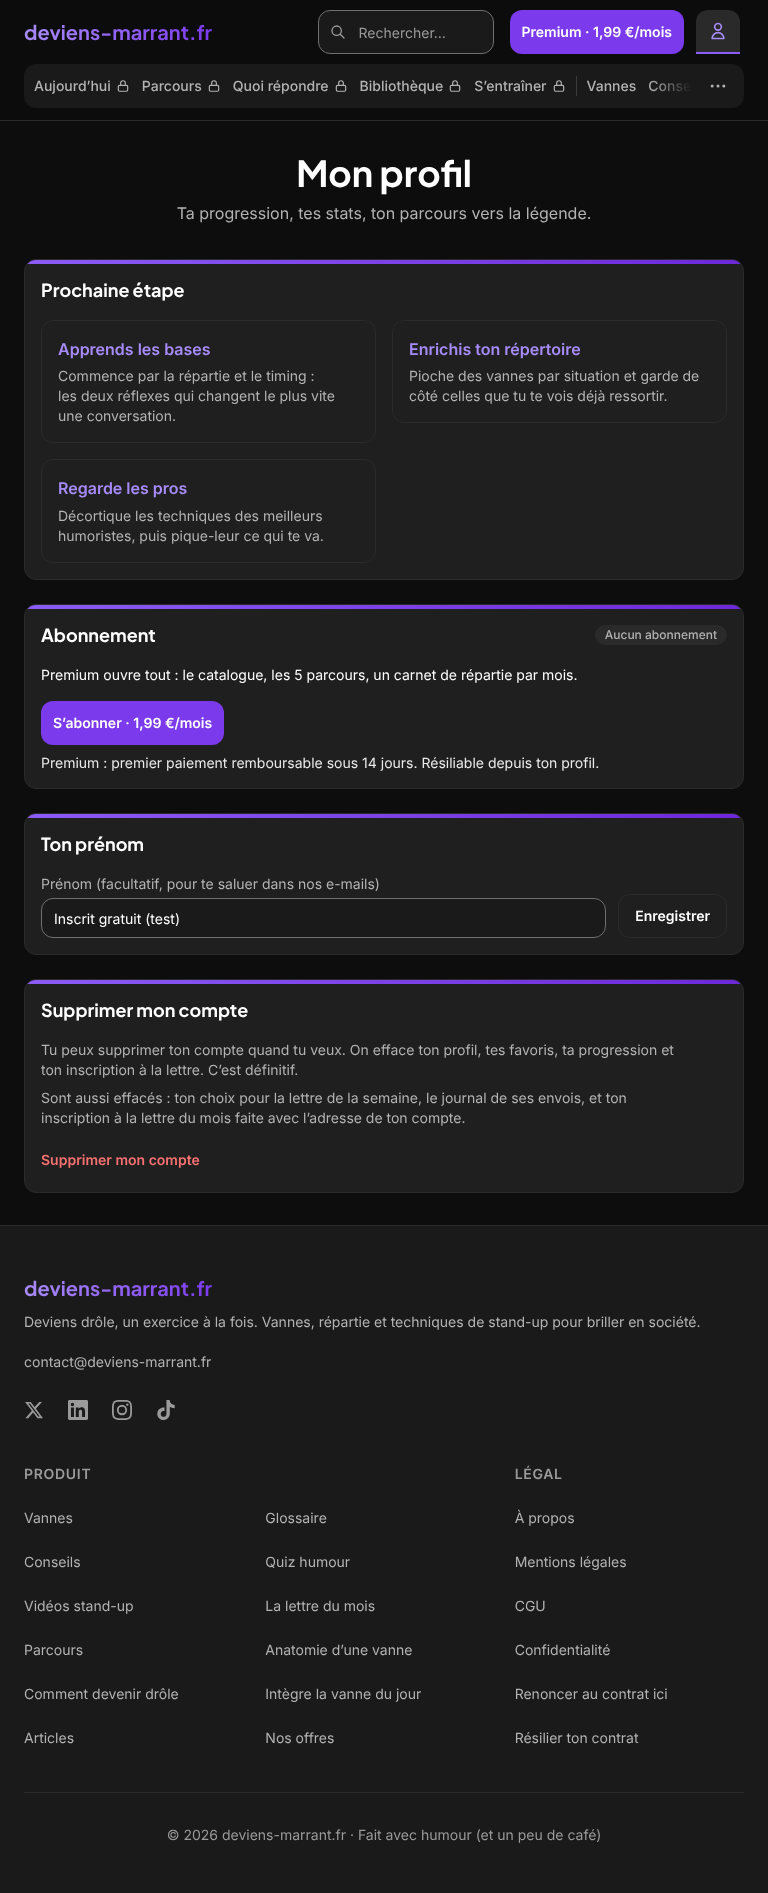 deviens-marrant.fr
Rechercher...
Premium · 1,99 €/mois
Aujourd’hui
Parcours
Quoi répondre
Bibliothèque
S’entraîner
Vannes
Mon profil
Ta progression, tes stats, ton parcours vers la légende.
Prochaine étape
Apprends les bases
Commence par la répartie et le timing :
les deux réflexes qui changent le plus vite
une conversation.
Enrichis ton répertoire
Pioche des vannes par situation et garde de
côté celles que tu te vois déjà ressortir.
Regarde les pros
Décortique les techniques des meilleurs
humoristes, puis pique-leur ce qui te va.
Abonnement
Aucun abonnement
Premium ouvre tout : le catalogue, les 5 parcours, un carnet de répartie par mois.
S’abonner · 1,99 €/mois
Premium : premier paiement remboursable sous 14 jours. Résiliable depuis ton profil.
Ton prénom
Prénom (facultatif, pour te saluer dans nos e-mails)
Inscrit gratuit (test)
Enregistrer
Supprimer mon compte
Tu peux supprimer ton compte quand tu veux. On efface ton profil, tes favoris, ta progression et
ton inscription à la lettre. C’est définitif.
Sont aussi effacés : ton choix pour la lettre de la semaine, le journal de ses envois, et ton
inscription à la lettre du mois faite avec l’adresse de ton compte.
Supprimer mon compte
deviens-marrant.fr
Deviens drôle, un exercice à la fois. Vannes, répartie et techniques de stand-up pour briller en société.
contact@deviens-marrant.fr
PRODUIT
Vannes
Conseils
Vidéos stand-up
Parcours
Comment devenir drôle
Articles
Glossaire
Quiz humour
La lettre du mois
Anatomie d’une vanne
Intègre la vanne du jour
Nos offres
LÉGAL
À propos
Mentions légales
CGU
Confidentialité
Renoncer au contrat ici
Résilier ton contrat
© 2026 deviens-marrant.fr · Fait avec humour (et un peu de café)